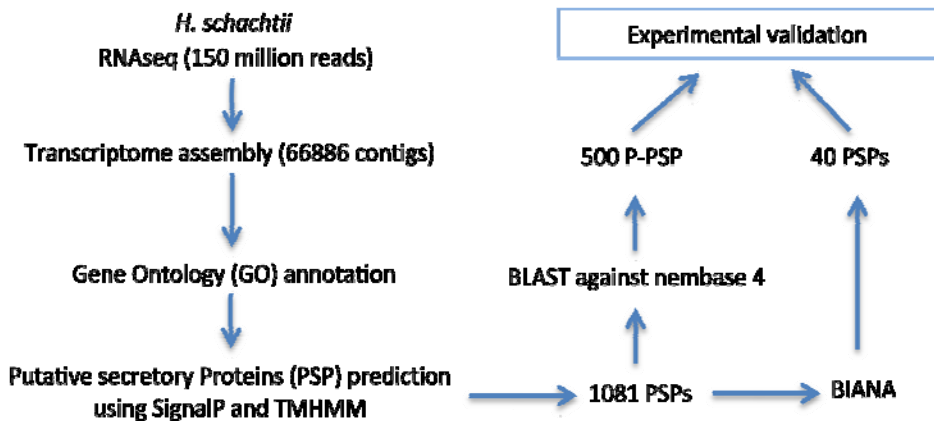 H. schachtii
RNAseq (150 million reads)
Transcriptome assembly (66886 contigs)
Gene Ontology (GO) annotation
Putative secretory Proteins (PSP) prediction
using SignalP and TMHMM
1081 PSPs
BLAST against nembase 4
500 P-PSP
BIANA
40 PSPs
Experimental validation